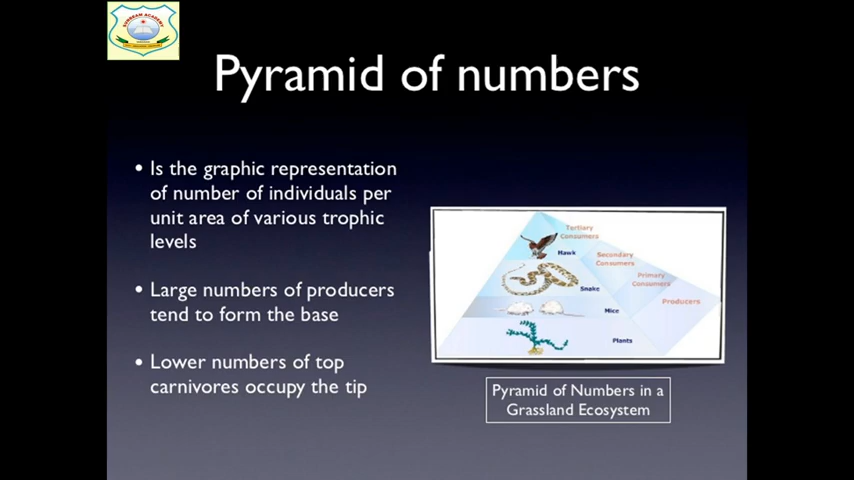 SUNBEAM ACADEMY
Pyramid of numbers
• Is the graphic representation
of number of individuals per
unit area of various trophic
levels
• Large numbers of producers
tend to form the base
• Lower numbers of top
carnivores occupy the tip
Tertiary
Consumers
Hawk
Secondary
Consumers
Snake
Primary
Consumers
Mice
Producers
Plants
Pyramid of Numbers in a
Grassland Ecosystem